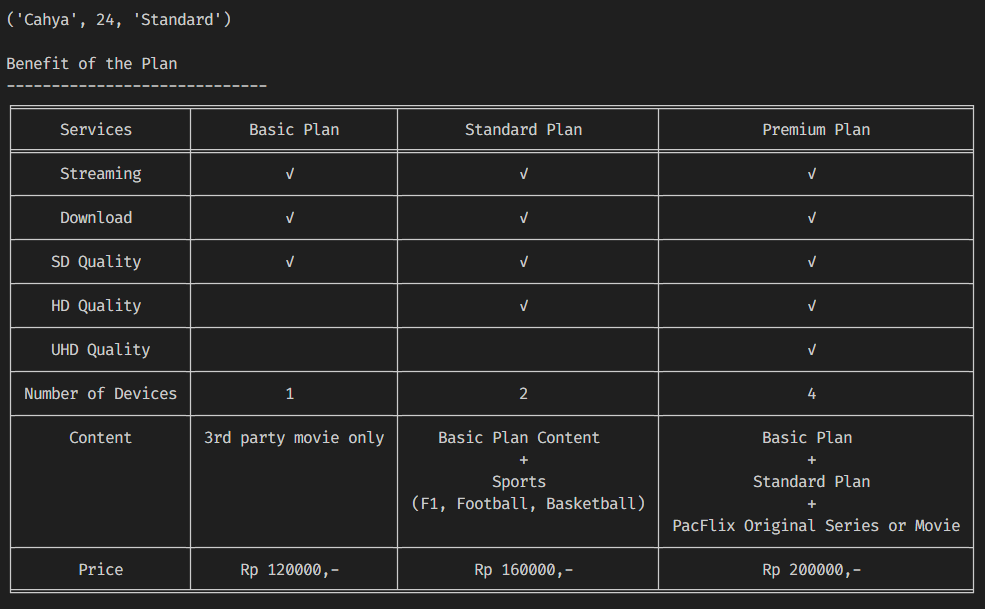 ('Cahya', 24, 'Standard')
Benefit of the Plan
-----------------------------
Services Basic Plan Standard Plan Premium Plan
Streaming √ √ √
Download √ √ √
SD Quality √ √ √
HD Quality √ √
UHD Quality √
Number of Devices 1 2 4
Content 3rd party movie only Basic Plan Content Basic Plan
+ +
Sports Standard Plan
(F1, Football, Basketball) +
PacFlix Original Series or Movie
Price Rp 120000,- Rp 160000,- Rp 200000,-